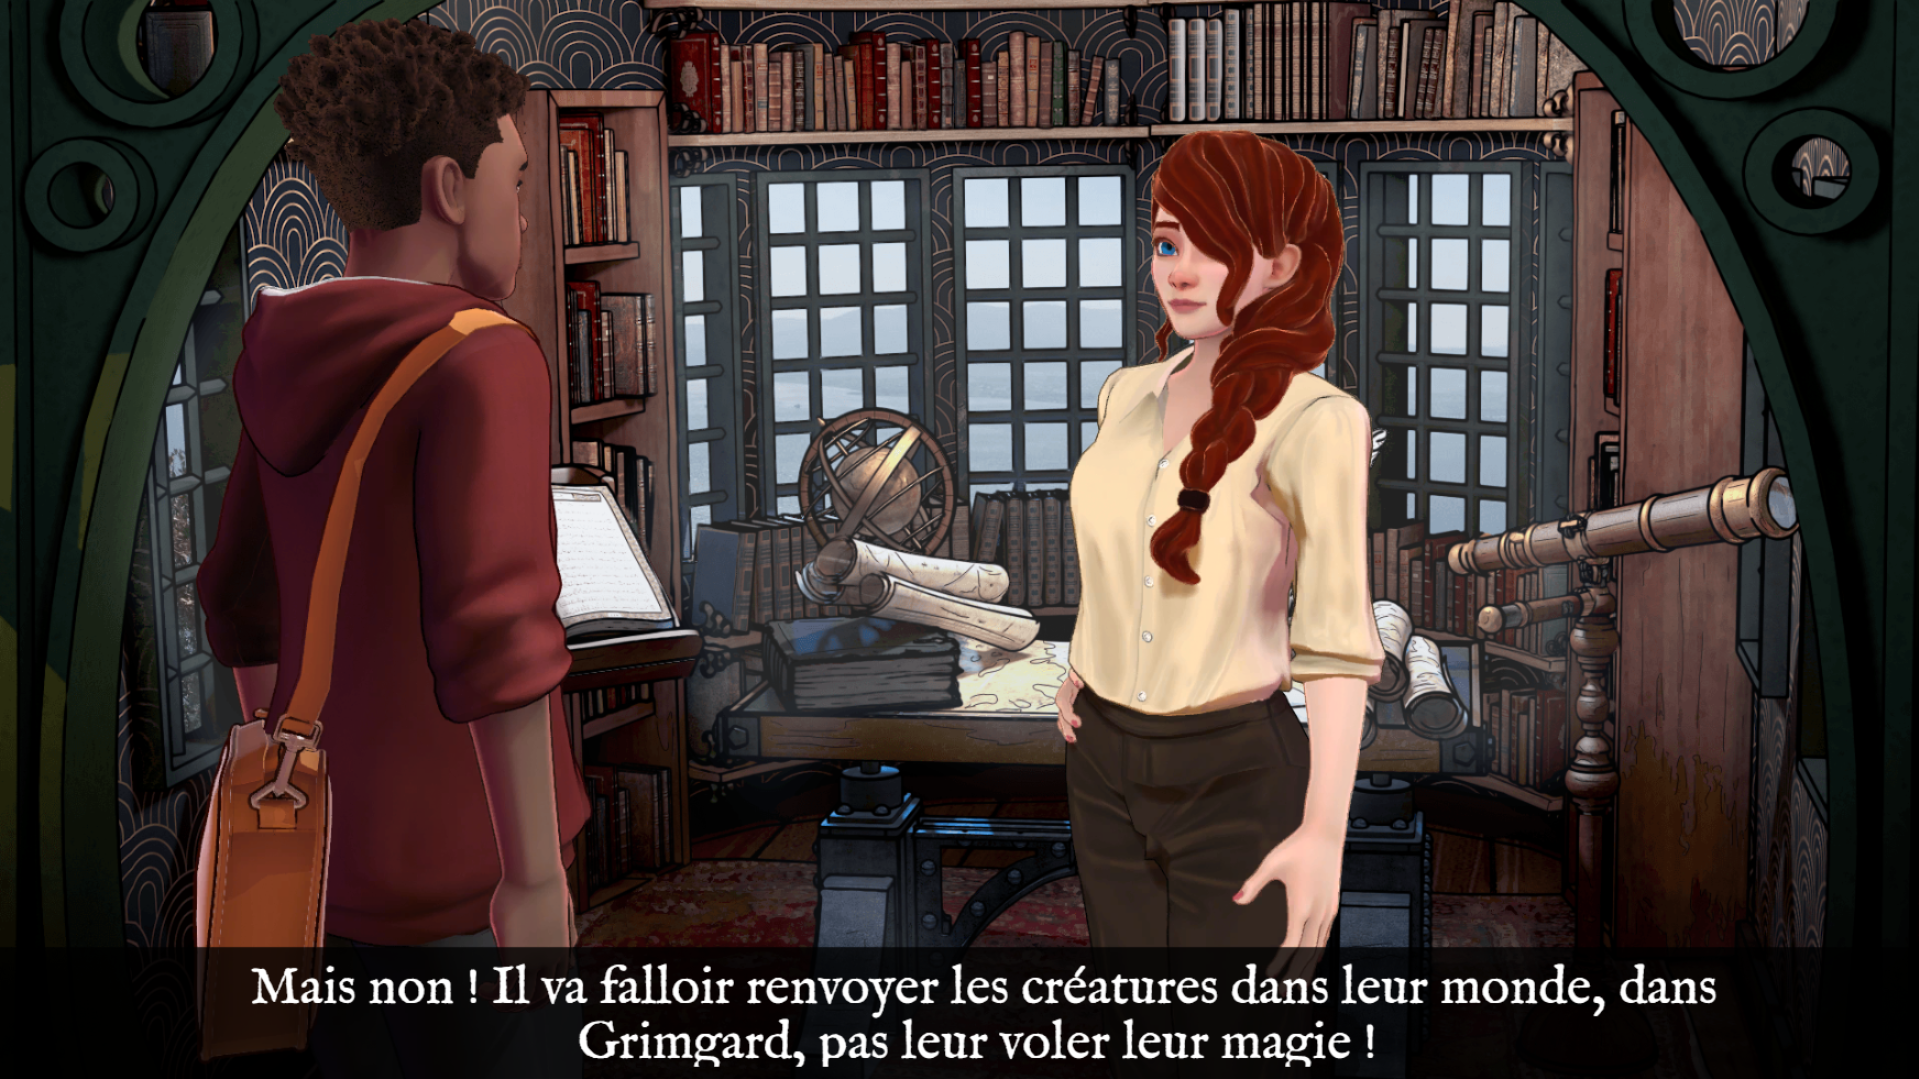 Mais non ! Il va falloir renvoyer les créatures dans leur monde, dans
Grimgard, pas leur voler leur magie !